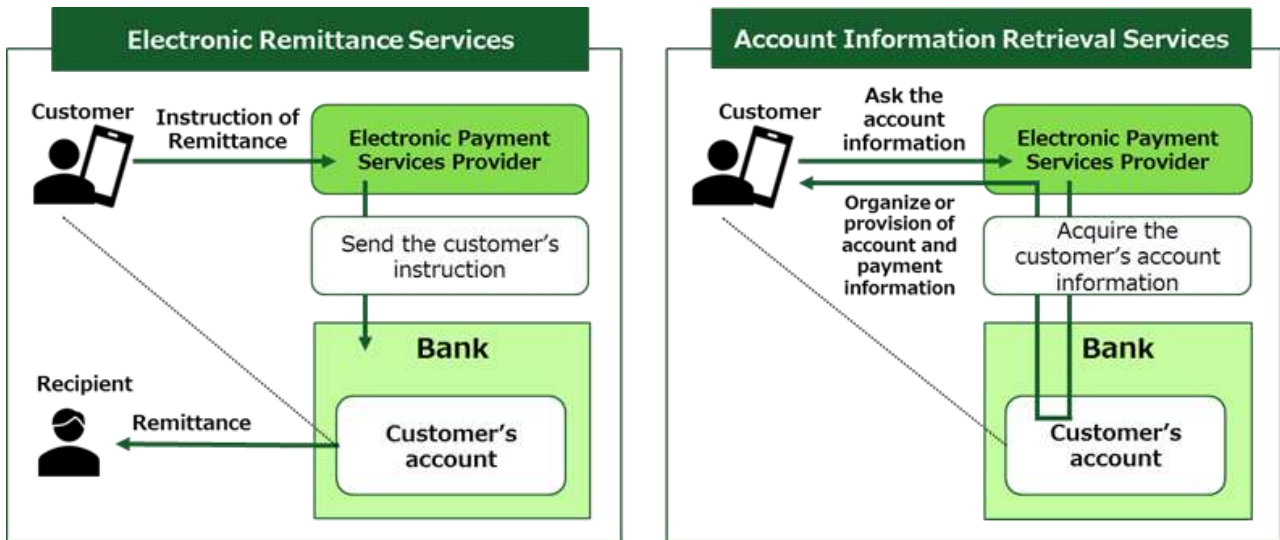 Electronic Remittance Services
Customer
Instruction of
Remittance
Electronic Payment
Services Provider
Send the customer's
instruction
Bank
Recipient
Remittance
Customer's
account
Account Information Retrieval Services
Customer
Ask the
account
information
Electronic Payment
Services Provider
Organize or
provision of
account and
payment
information
Acquire the
customer's account
information
Bank
Customer's
account